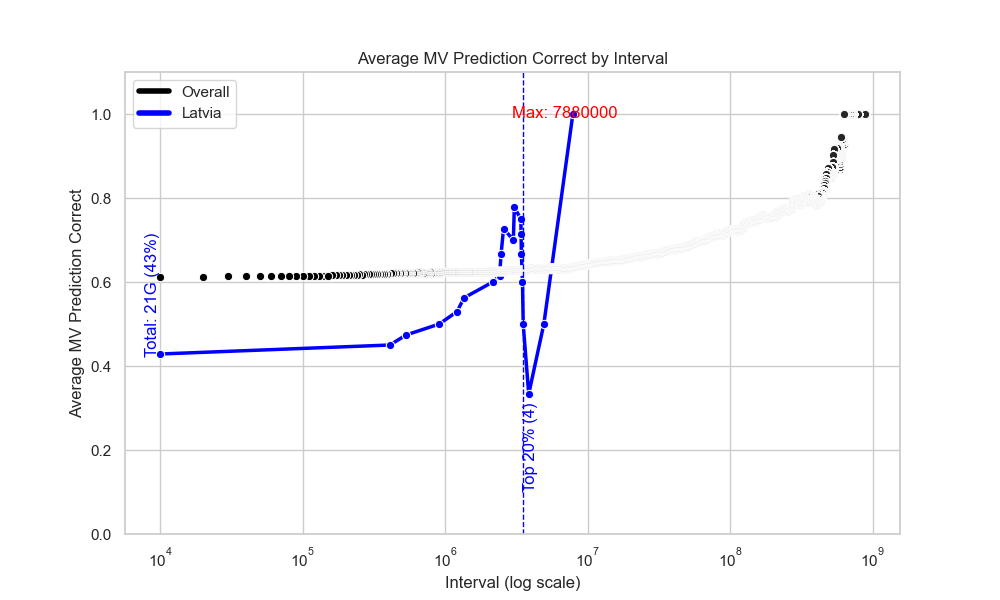 Average MV Prediction Correct by Interval
Overall
Latvia
Max: 7880000
Average MV Prediction Correct
1.0
0.8
0.6
0.4
0.2
0.0
Total: 21G (43%)
Top 20% (4)
10^4
10^5
10^6
10^7
10^8
10^9
Interval (log scale)